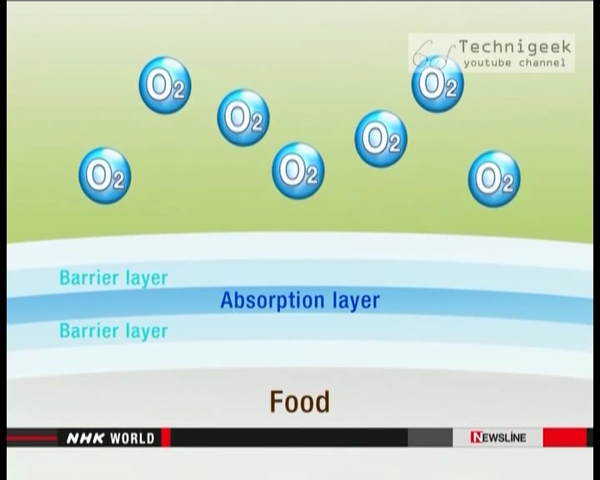 Technigeek
youtube channel
O2
O2
O2
O2
O2
O2
O2
Barrier layer
Absorption layer
Barrier layer
Food
NHK WORLD
NEWSLINE